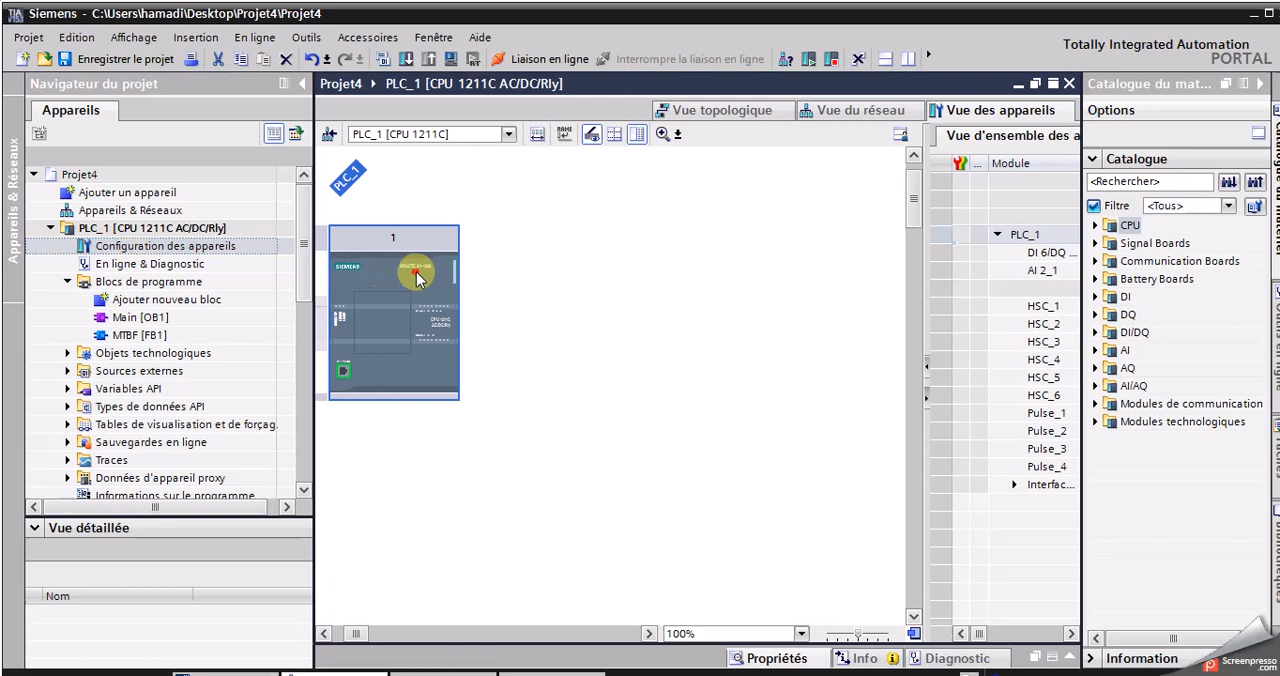 Siemens - C:\Users\hamadi\Desktop\Projet4\Projet4
Projet Edition Affichage Insertion En ligne Outils Accessoires Fenêtre Aide
Totally Integrated Automation
PORTAL
Enregistrer le projet
Liaison en ligne
Interrompre la liaison en ligne
Navigateur du projet
Projet4 PLC_1 [CPU 1211C AC/DC/Rly]
Catalogue du mat...
Appareils
Vue topologique
Vue du réseau
Vue des appareils
Options
PLC_1 [CPU 1211C]
Vue d'ensemble des a
Appareils & Réseaux
Projet4
Ajouter un appareil
Appareils & Réseaux
PLC_1 [CPU 1211C AC/DC/Rly]
Configuration des appareils
En ligne & Diagnostic
Blocs de programme
Ajouter nouveau bloc
Main [OB1]
MTBF [FB1]
Objets technologiques
Sources externes
Variables API
Types de données API
Tables de visualisation et de forçag.
Sauvegardes en ligne
Traces
Données d'appareil proxy
Informations sur le programme
Vue détaillée
Nom
PLC_1
1
SIEMENS
100%
... Module
PLC_1
DI 6/DQ ...
AI 2_1
HSC_1
HSC_2
HSC_3
HSC_4
HSC_5
HSC_6
Pulse_1
Pulse_2
Pulse_3
Pulse_4
Interfac...
Catalogue
<Rechercher>
Filtre <Tous>
CPU
Signal Boards
Communication Boards
Battery Boards
DI
DQ
DI/DQ
AI
AQ
AI/AQ
Modules de communication
Modules technologiques
Propriétés
Info
Diagnostic
Information
Screenpresso
.com